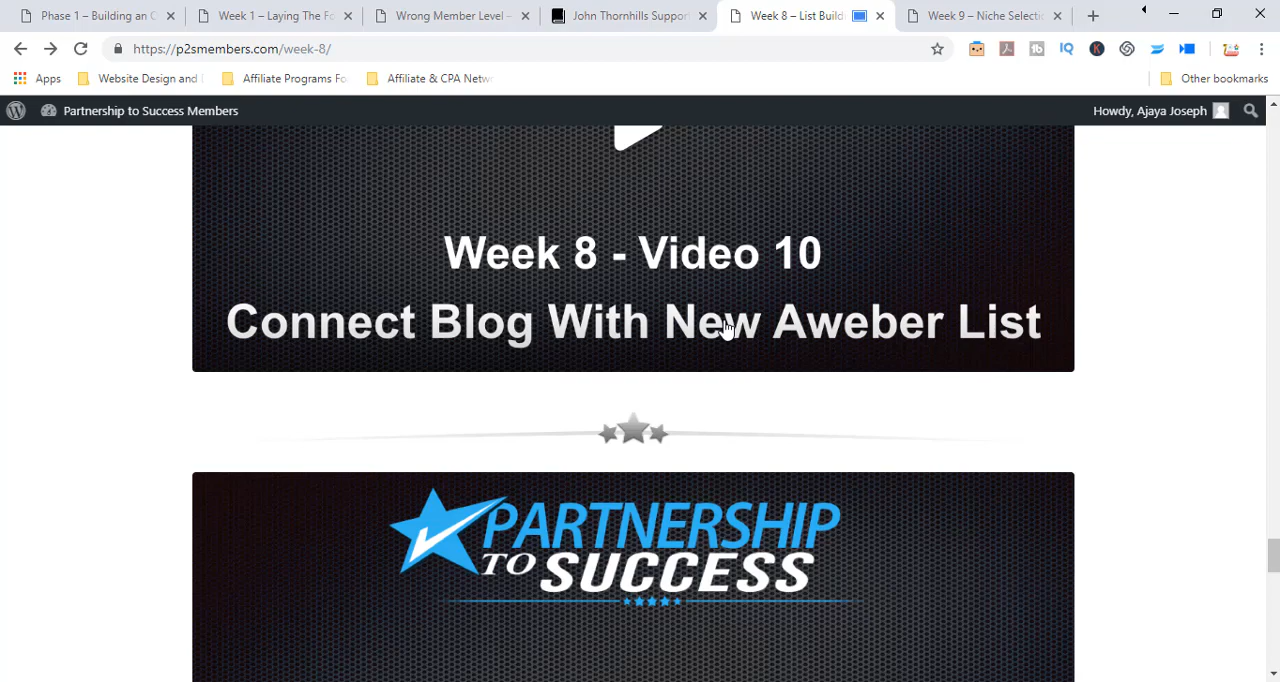 Phase 1 – Building an O
Week 1 – Laying The Fo
Wrong Member Level –
John Thornhills Support
Week 8 – List Build
Week 9 – Niche Selectio
https://p2smembers.com/week-8/
Apps
Website Design and
Affiliate Programs Fo
Affiliate & CPA Netw
Other bookmarks
Partnership to Success Members
Howdy, Ajaya Joseph
Week 8 - Video 10
Connect Blog With New Aweber List
PARTNERSHIP
TO SUCCESS